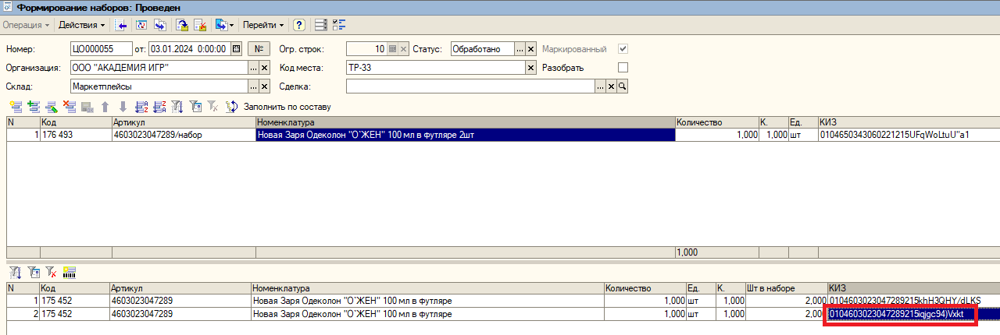 Формирование наборов: Проведен
Операция Действия Перейти
Номер: ЦО000055 от: 03.01.2024 0:00:00 № Огр. строк: 10 Статус: Обработано ... Маркированный
Организация: ООО "АКАДЕМИЯ ИГР" ... Код места: ТР-33 Разобрать
Склад: Маркетплейсы ... Сделка: ...
Заполнить по составу
N Код Артикул Номенклатура Количество К. Ед. КИЗ
1 176 493 4603023047289/набор Новая Заря Одеколон "О`ЖЕН" 100 мл в футляре 2шт 1,000 1,000 шт 0104650343060221215UFqWoLtuU"a1
1,000
N Код Артикул Номенклатура Количество Ед. К. Шт в наборе КИЗ
1 175 452 4603023047289 Новая Заря Одеколон "О`ЖЕН" 100 мл в футляре 1,000 шт 1,000 2,000 0104603023047289215khH3QHY/dLKS
2 175 452 4603023047289 Новая Заря Одеколон "О`ЖЕН" 100 мл в футляре 1,000 шт 1,000 2,000 0104603023047289215iqjgc94)Vxkt